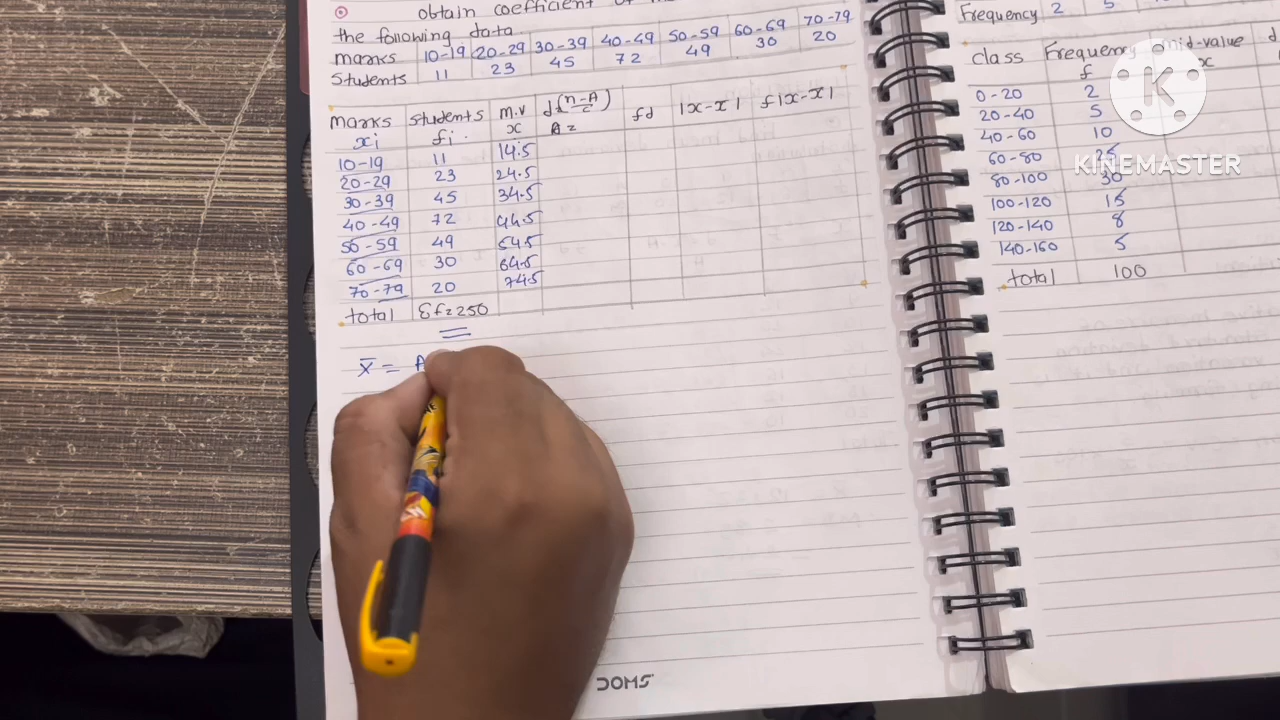 obtain coefficient of
the following data
marks 10-19 20-29 30-39 40-49 50-59 60-69 70-79
Students 11 23 45 72 49 30 20
marks students m.v d(n-A/c) fd |x-x̄| f|x-x̄|
xi fi x A=
10-19 11 14.5
20-29 23 24.5
30-39 45 34.5
40-49 72 44.5
50-59 49 54.5
60-69 30 64.5
70-79 20 74.5
total Σf=250
x̄ = A
DOMS
Frequency 2 5
class Frequency mid-value d
f x
0-20 2
20-40 5
40-60 10
60-80 25
80-100 30
100-120 15
120-140 8
140-160 5
total 100
K
KINEMASTER